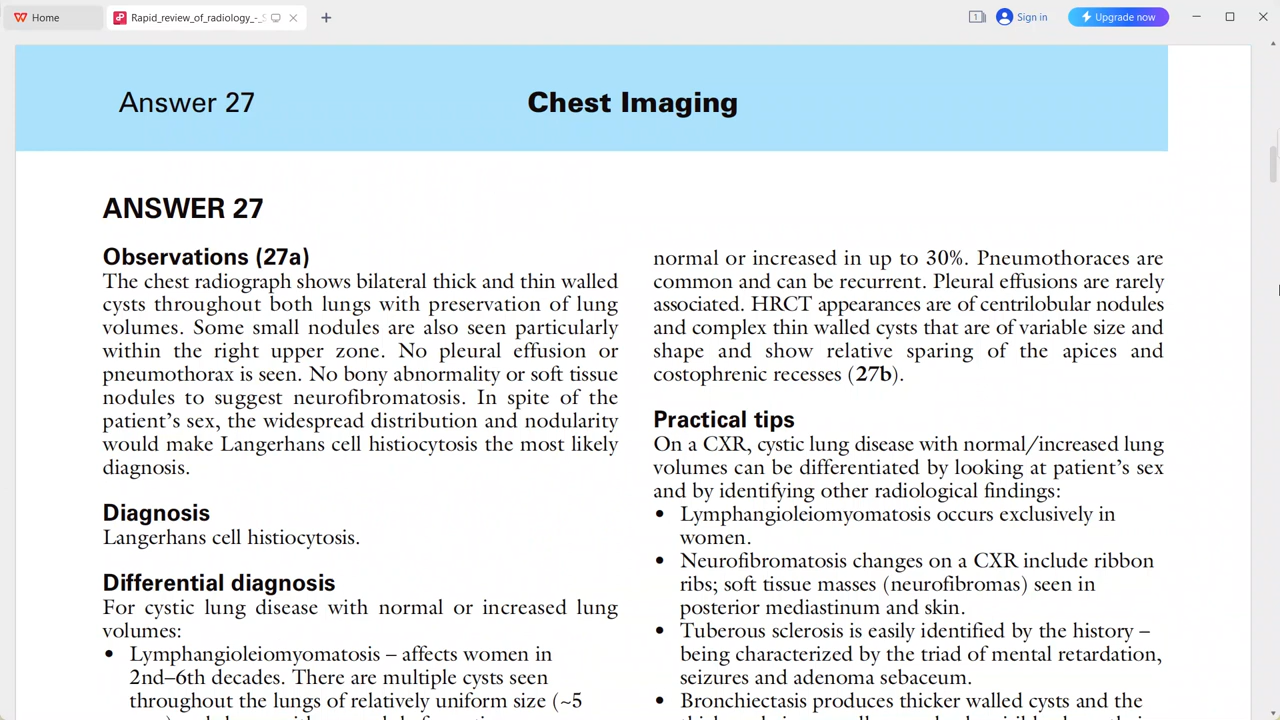 Home
Rapid_review_of_radiology_-_S
Sign in
Upgrade now
Answer 27
Chest Imaging
ANSWER 27
Observations (27a)
The chest radiograph shows bilateral thick and thin walled
cysts throughout both lungs with preservation of lung
volumes. Some small nodules are also seen particularly
within the right upper zone. No pleural effusion or
pneumothorax is seen. No bony abnormality or soft tissue
nodules to suggest neurofibromatosis. In spite of the
patient's sex, the widespread distribution and nodularity
would make Langerhans cell histiocytosis the most likely
diagnosis.
Diagnosis
Langerhans cell histiocytosis.
Differential diagnosis
For cystic lung disease with normal or increased lung
volumes:
• Lymphangioleiomyomatosis – affects women in
2nd–6th decades. There are multiple cysts seen
throughout the lungs of relatively uniform size (~5
normal or increased in up to 30%. Pneumothoraces are
common and can be recurrent. Pleural effusions are rarely
associated. HRCT appearances are of centrilobular nodules
and complex thin walled cysts that are of variable size and
shape and show relative sparing of the apices and
costophrenic recesses (27b).
Practical tips
On a CXR, cystic lung disease with normal/increased lung
volumes can be differentiated by looking at patient's sex
and by identifying other radiological findings:
• Lymphangioleiomyomatosis occurs exclusively in
women.
• Neurofibromatosis changes on a CXR include ribbon
ribs; soft tissue masses (neurofibromas) seen in
posterior mediastinum and skin.
• Tuberous sclerosis is easily identified by the history –
being characterized by the triad of mental retardation,
seizures and adenoma sebaceum.
• Bronchiectasis produces thicker walled cysts and the